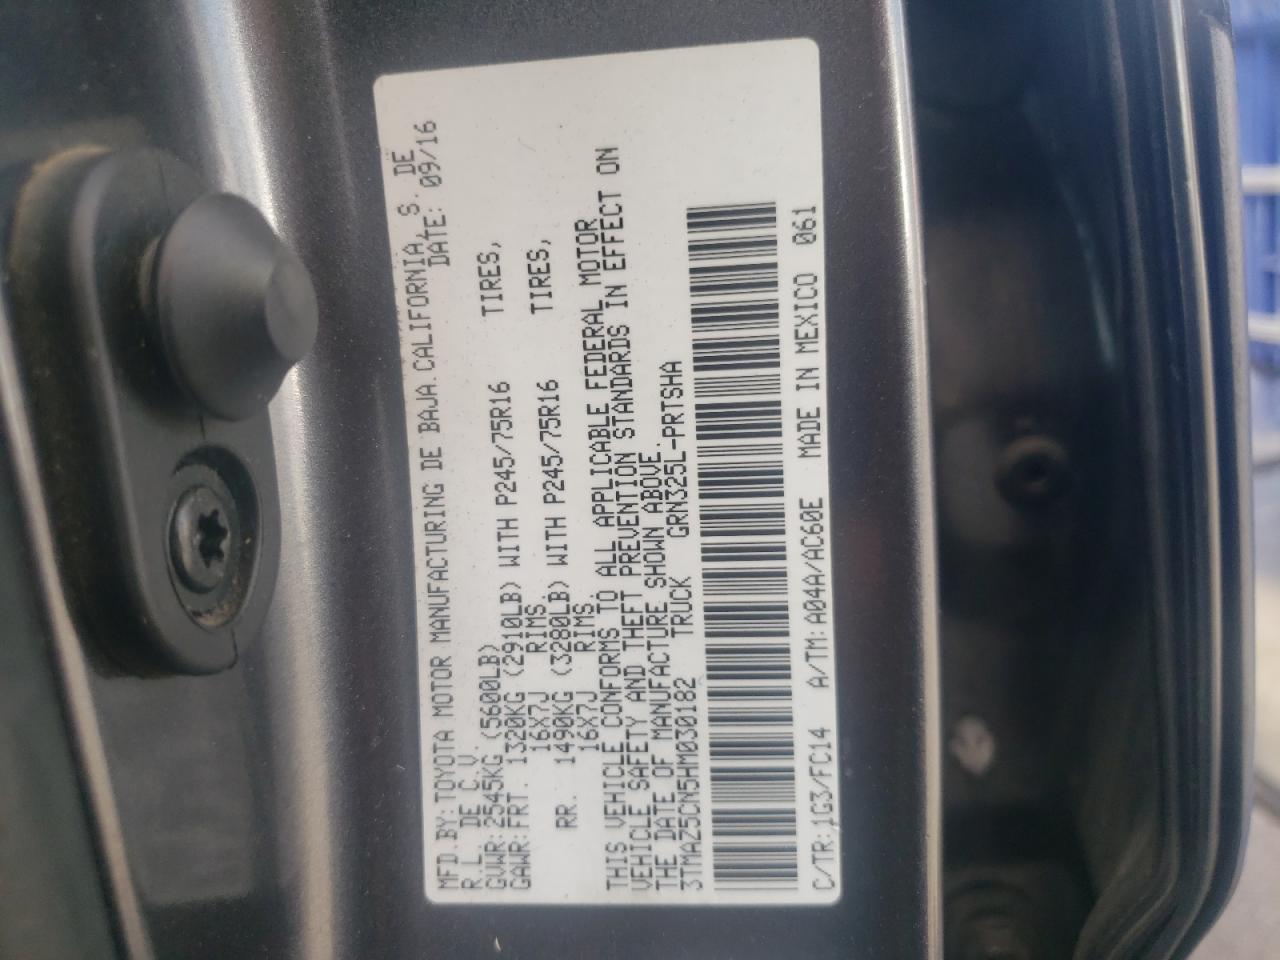 MFD.BY:TOYOTA MOTOR MANUFACTURING DE BAJA CALIFORNIA, S. DE
R.L. DE C.V. DATE: 09/16
GVWR:2545KG (5600LB)
GAWR:FRT. 1320KG (2910LB) WITH P245/75R16 TIRES,
16X7J RIMS.
RR. 1490KG (3280LB) WITH P245/75R16 TIRES,
16X7J RIMS.
THIS VEHICLE CONFORMS TO ALL APPLICABLE FEDERAL MOTOR
VEHICLE SAFETY AND THEFT PREVENTION STANDARDS IN EFFECT ON
THE DATE OF MANUFACTURE SHOWN ABOVE.
3TMAZ5CN5HM030182 TRUCK GRN325L-PRTSHA
C/TR:1G3/FC14 A/TM:A04A/AC60E MADE IN MEXICO 061